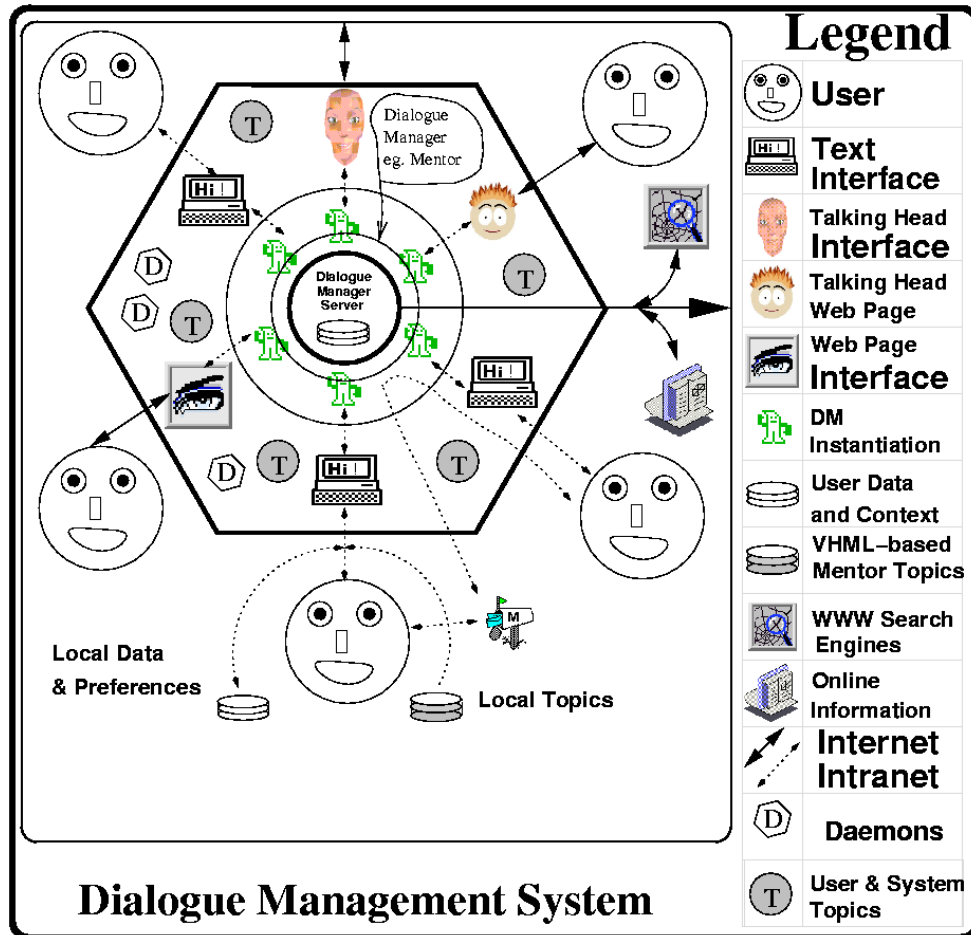 Legend
User
Text
Interface
Talking Head
Interface
Talking Head
Web Page
Web Page
Interface
DM
Instantiation
User Data
and Context
VHML-based
Mentor Topics
WWW Search
Engines
Online
Information
Internet
Intranet
D
Daemons
T
User & System
Topics
Hi !
T
Dialogue
Manager
eg. Mentor
Hi !
D
D
T
T
Dialogue
Manager
Server
Hi !
D
T
T
Hi !
M
Local Data
& Preferences
Local Topics
Dialogue Management System